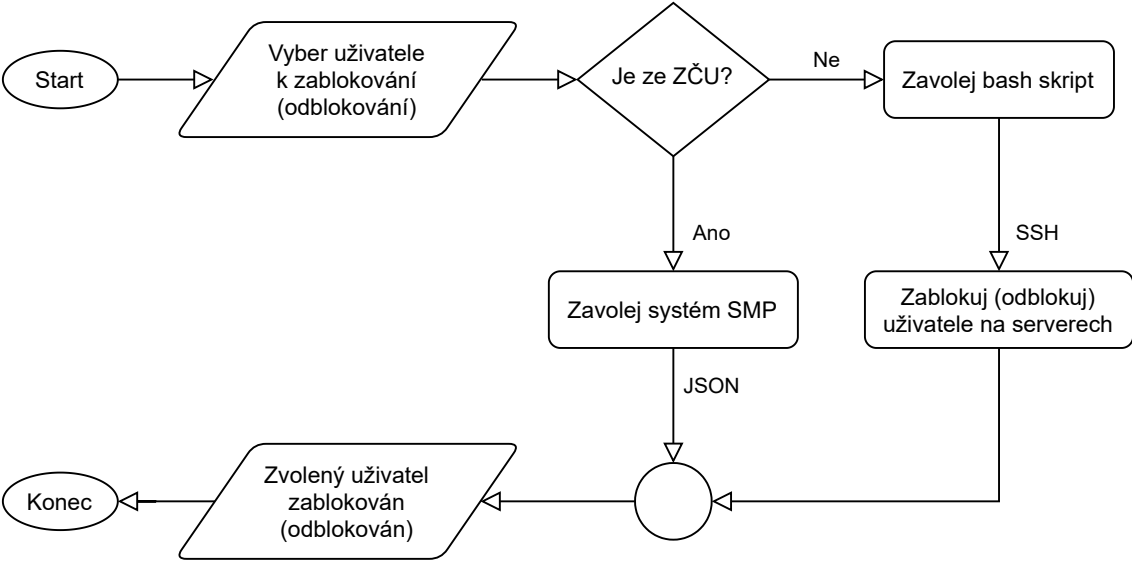 Start
Vyber uživatele
k zablokování
(odblokování)
Je ze ZČU?
Ne
Zavolej bash skript
Ano
SSH
Zavolej systém SMP
Zablokuj (odblokuj)
uživatele na serverech
JSON
Zvolený uživatel
zablokován
(odblokován)
Konec